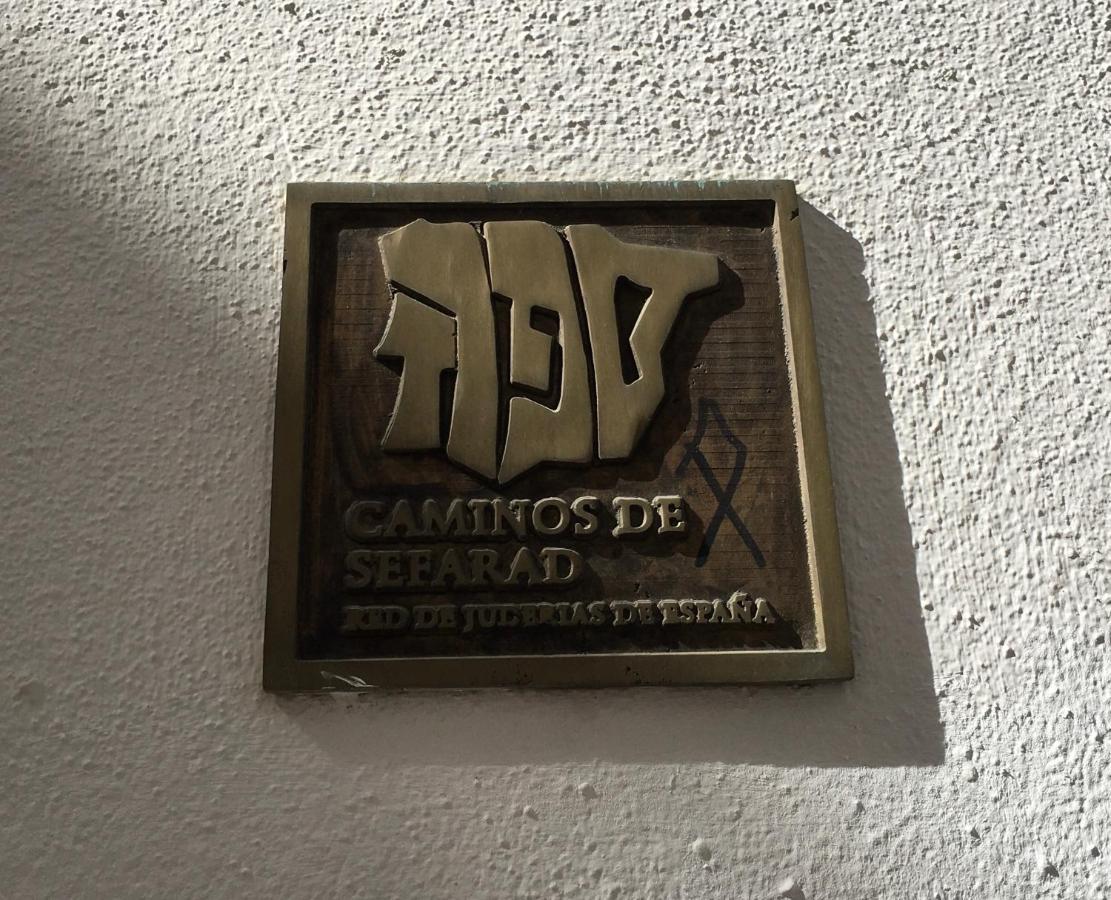 ספרד
CAMINOS DE
SEFARAD
RED DE JUDERIAS DE ESPAÑA